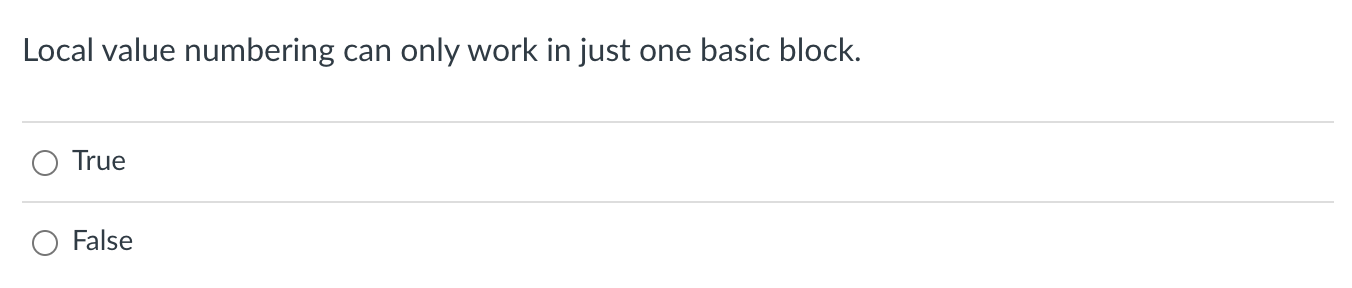 Local value numbering can only work in just one basic block.
True
False